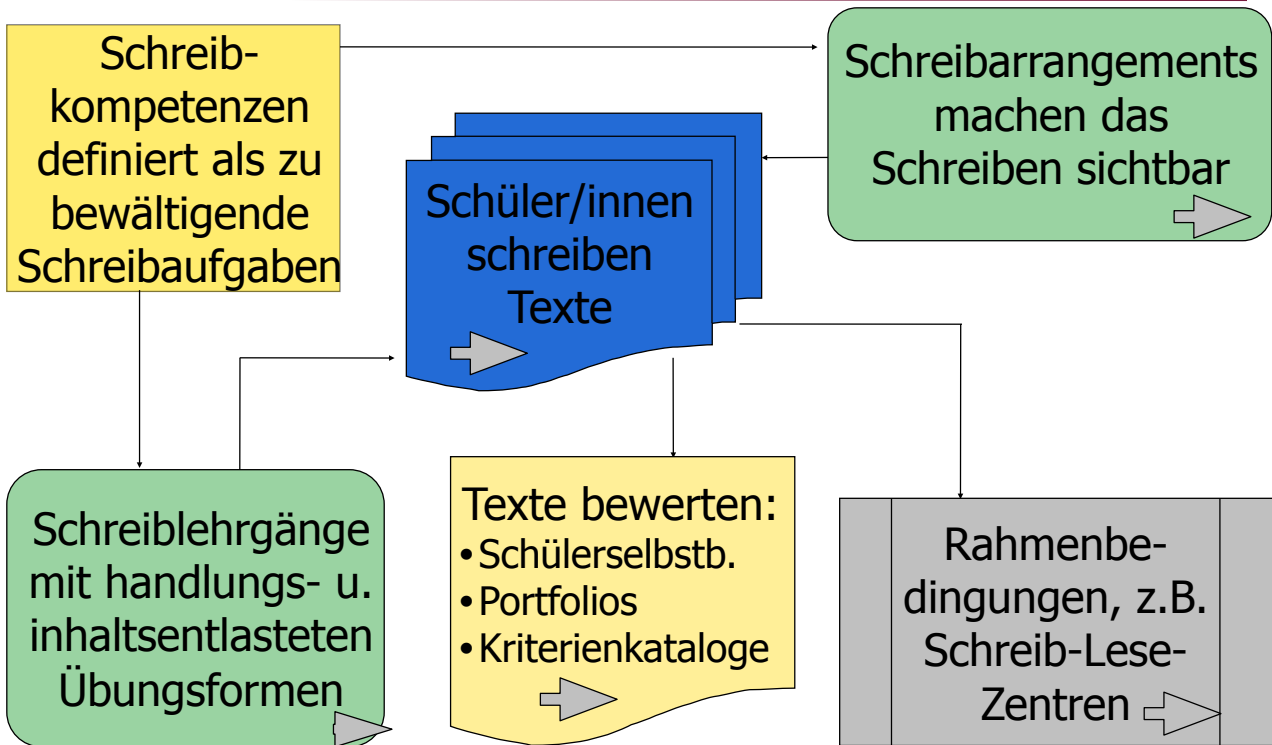 Schreib-
kompetenzen
definiert als zu
bewältigende
Schreibaufgaben
Schreibarrangements
machen das
Schreiben sichtbar
Schüler/innen
schreiben
Texte
Schreiblehrgänge
mit handlungs- u.
inhaltsentlasteten
Übungsformen
Texte bewerten:
• Schülerselbstb.
• Portfolios
• Kriterienkataloge
Rahmenbe-
dingungen, z.B.
Schreib-Lese-
Zentren